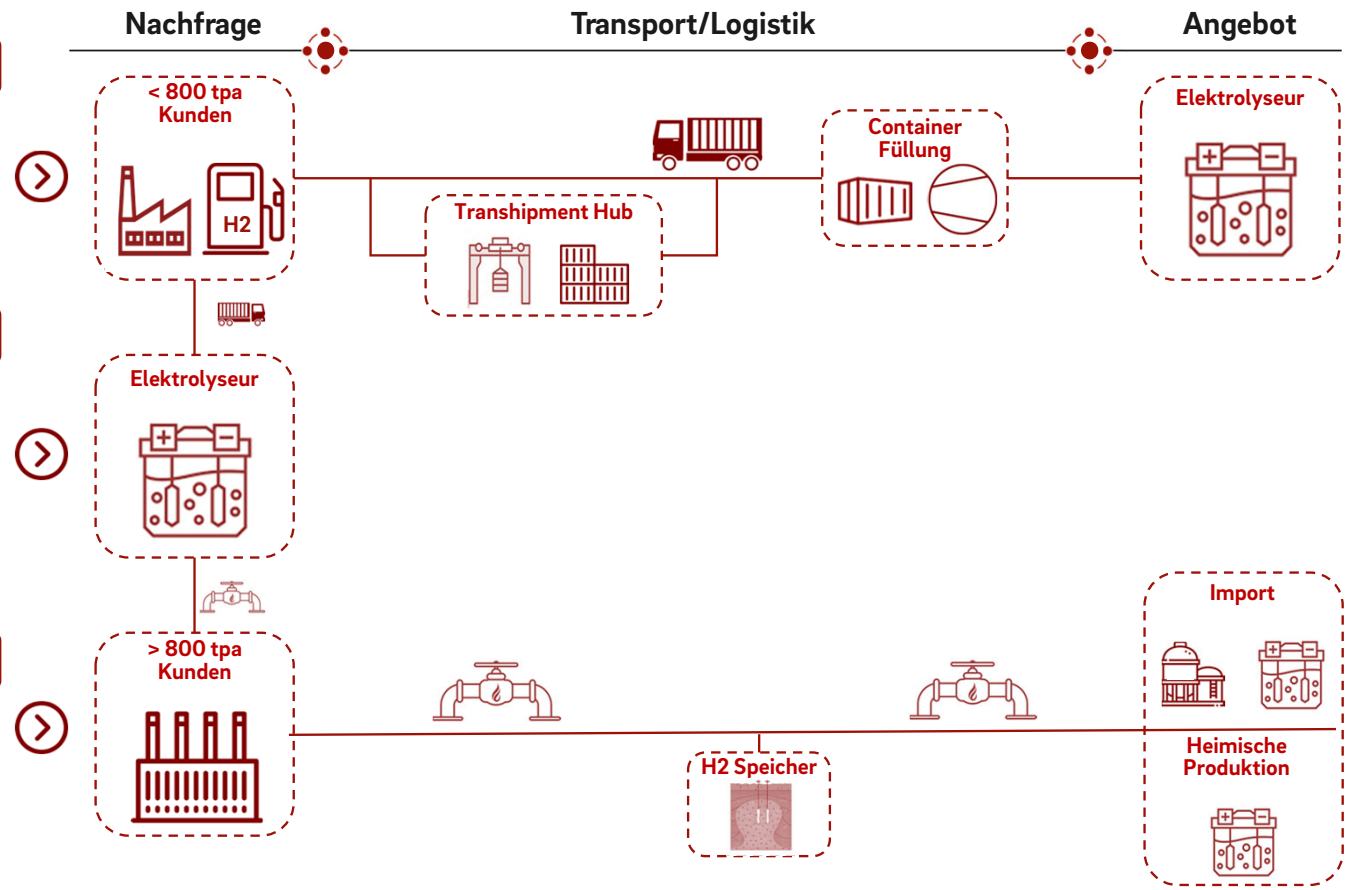 Nachfrage
Transport/Logistik
Angebot
< 800 tpa
Kunden
H2
Transhipment Hub
Container
Füllung
Elektrolyseur
+ −
Elektrolyseur
+ −
> 800 tpa
Kunden
H2 Speicher
Import
+ −
Heimische
Produktion
+ −